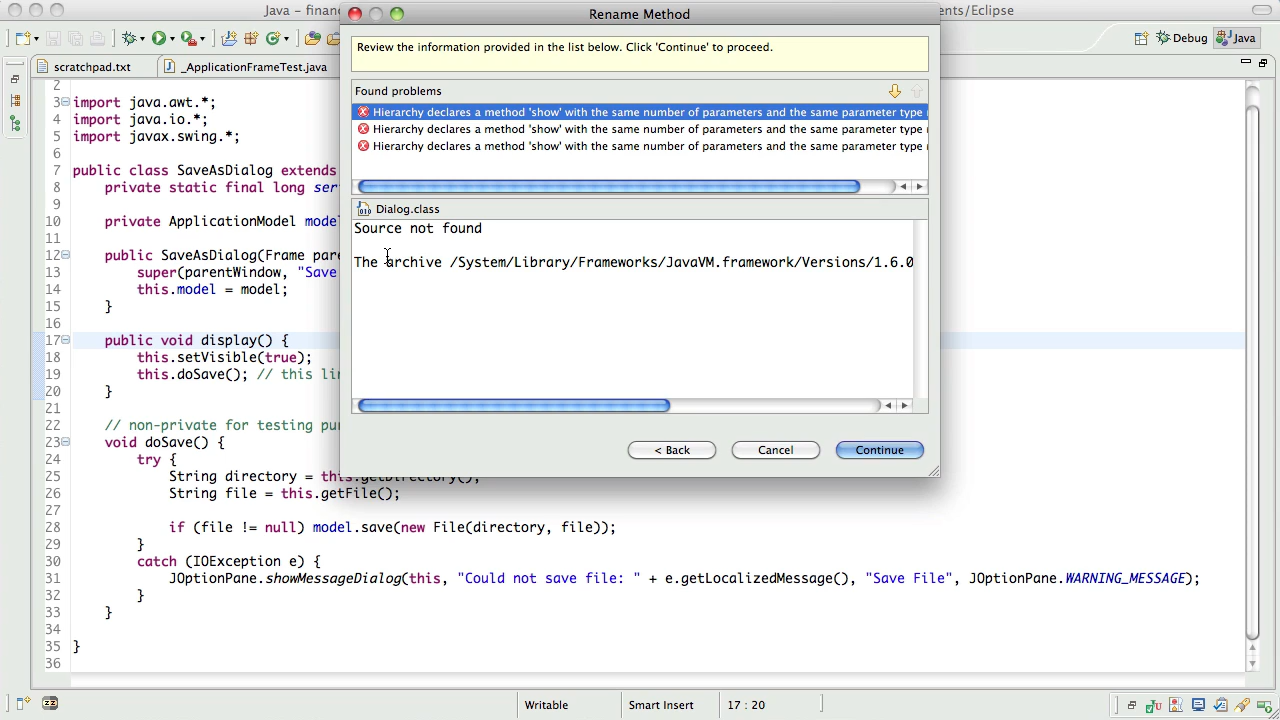 Java - finan
Rename Method
ents/Eclipse
Debug
Java
scratchpad.txt
_ApplicationFrameTest.java
Review the information provided in the list below. Click 'Continue' to proceed.
Found problems
Hierarchy declares a method 'show' with the same number of parameters and the same parameter type
Hierarchy declares a method 'show' with the same number of parameters and the same parameter type
Hierarchy declares a method 'show' with the same number of parameters and the same parameter type
Dialog.class
Source not found
The archive /System/Library/Frameworks/JavaVM.framework/Versions/1.6.0
< Back
Cancel
Continue
2
3 import java.awt.*;
4 import java.io.*;
5 import javax.swing.*;
6
7 public class SaveAsDialog extends
8 private static final long ser
9
10 private ApplicationModel model
11
12 public SaveAsDialog(Frame pare
13 super(parentWindow, "Save
14 this.model = model;
15 }
16
17 public void display() {
18 this.setVisible(true);
19 this.doSave(); // this li
20 }
21
22 // non-private for testing pu
23 void doSave() {
24 try {
25 String directory = this.getDirectory();
26 String file = this.getFile();
27
28 if (file != null) model.save(new File(directory, file));
29 }
30 catch (IOException e) {
31 JOptionPane.showMessageDialog(this, "Could not save file: " + e.getLocalizedMessage(), "Save File", JOptionPane.WARNING_MESSAGE);
32 }
33 }
34
35 }
36
Writable
Smart Insert
17 : 20